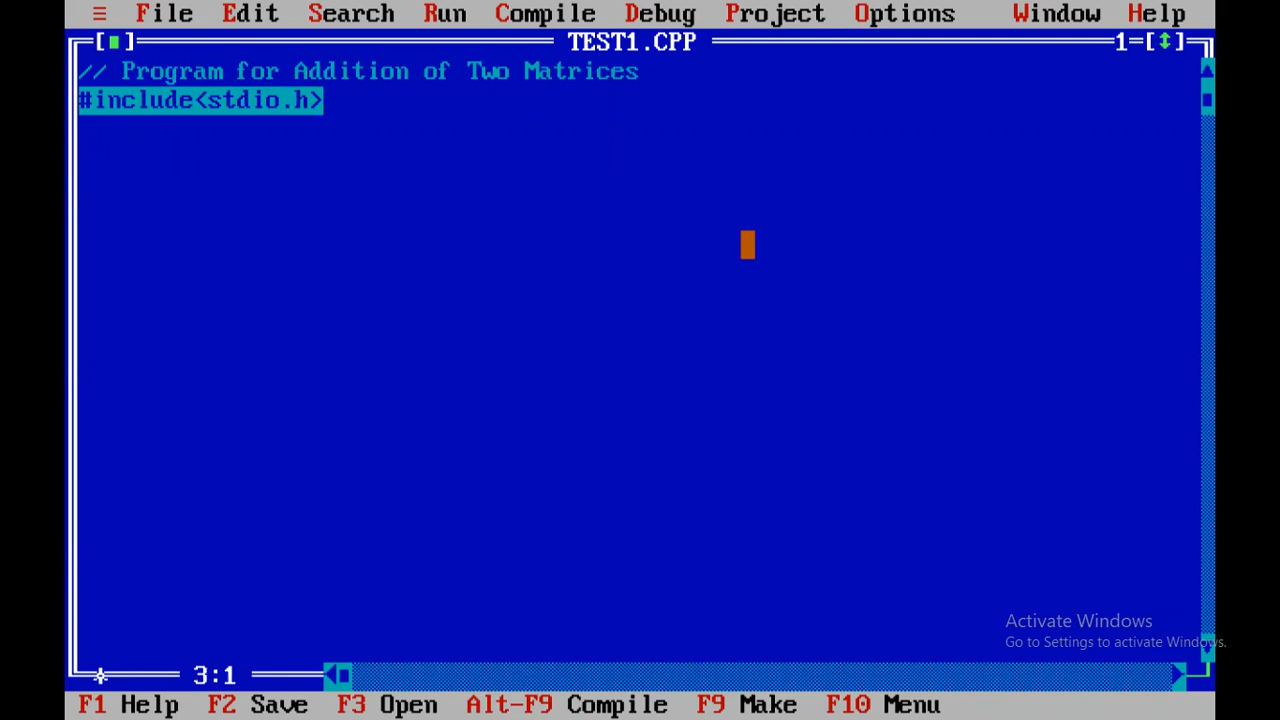 ≡ File Edit Search Run Compile Debug Project Options Window Help
[■] TEST1.CPP 1=[↕]
// Program for Addition of Two Matrices
#include<stdio.h>
Activate Windows
Go to Settings to activate Windows.
3:1
F1 Help F2 Save F3 Open Alt-F9 Compile F9 Make F10 Menu